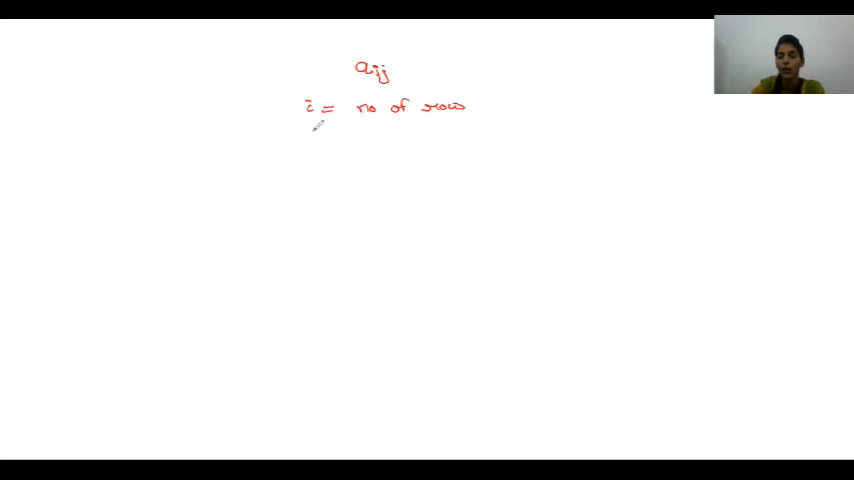 aij
i = no of row